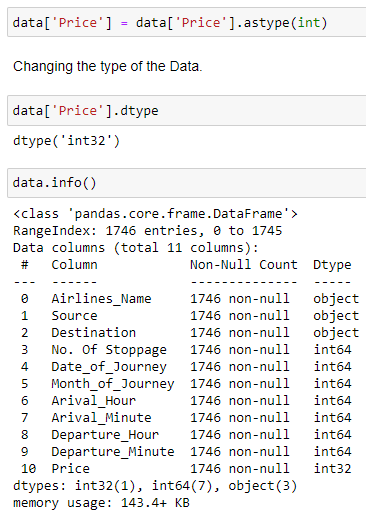 data['Price'] = data['Price'].astype(int)
Changing the type of the Data.
data['Price'].dtype
dtype('int32')
data.info()
<class 'pandas.core.frame.DataFrame'>
RangeIndex: 1746 entries, 0 to 1745
Data columns (total 11 columns):
 #   Column            Non-Null Count  Dtype
---  ------            --------------  -----
 0   Airlines_Name     1746 non-null   object
 1   Source            1746 non-null   object
 2   Destination       1746 non-null   object
 3   No. Of Stoppage   1746 non-null   int64
 4   Date_of_Journey   1746 non-null   int64
 5   Month_of_Journey  1746 non-null   int64
 6   Arival_Hour       1746 non-null   int64
 7   Arival_Minute     1746 non-null   int64
 8   Departure_Hour    1746 non-null   int64
 9   Departure_Minute  1746 non-null   int64
 10  Price             1746 non-null   int32
dtypes: int32(1), int64(7), object(3)
memory usage: 143.4+ KB